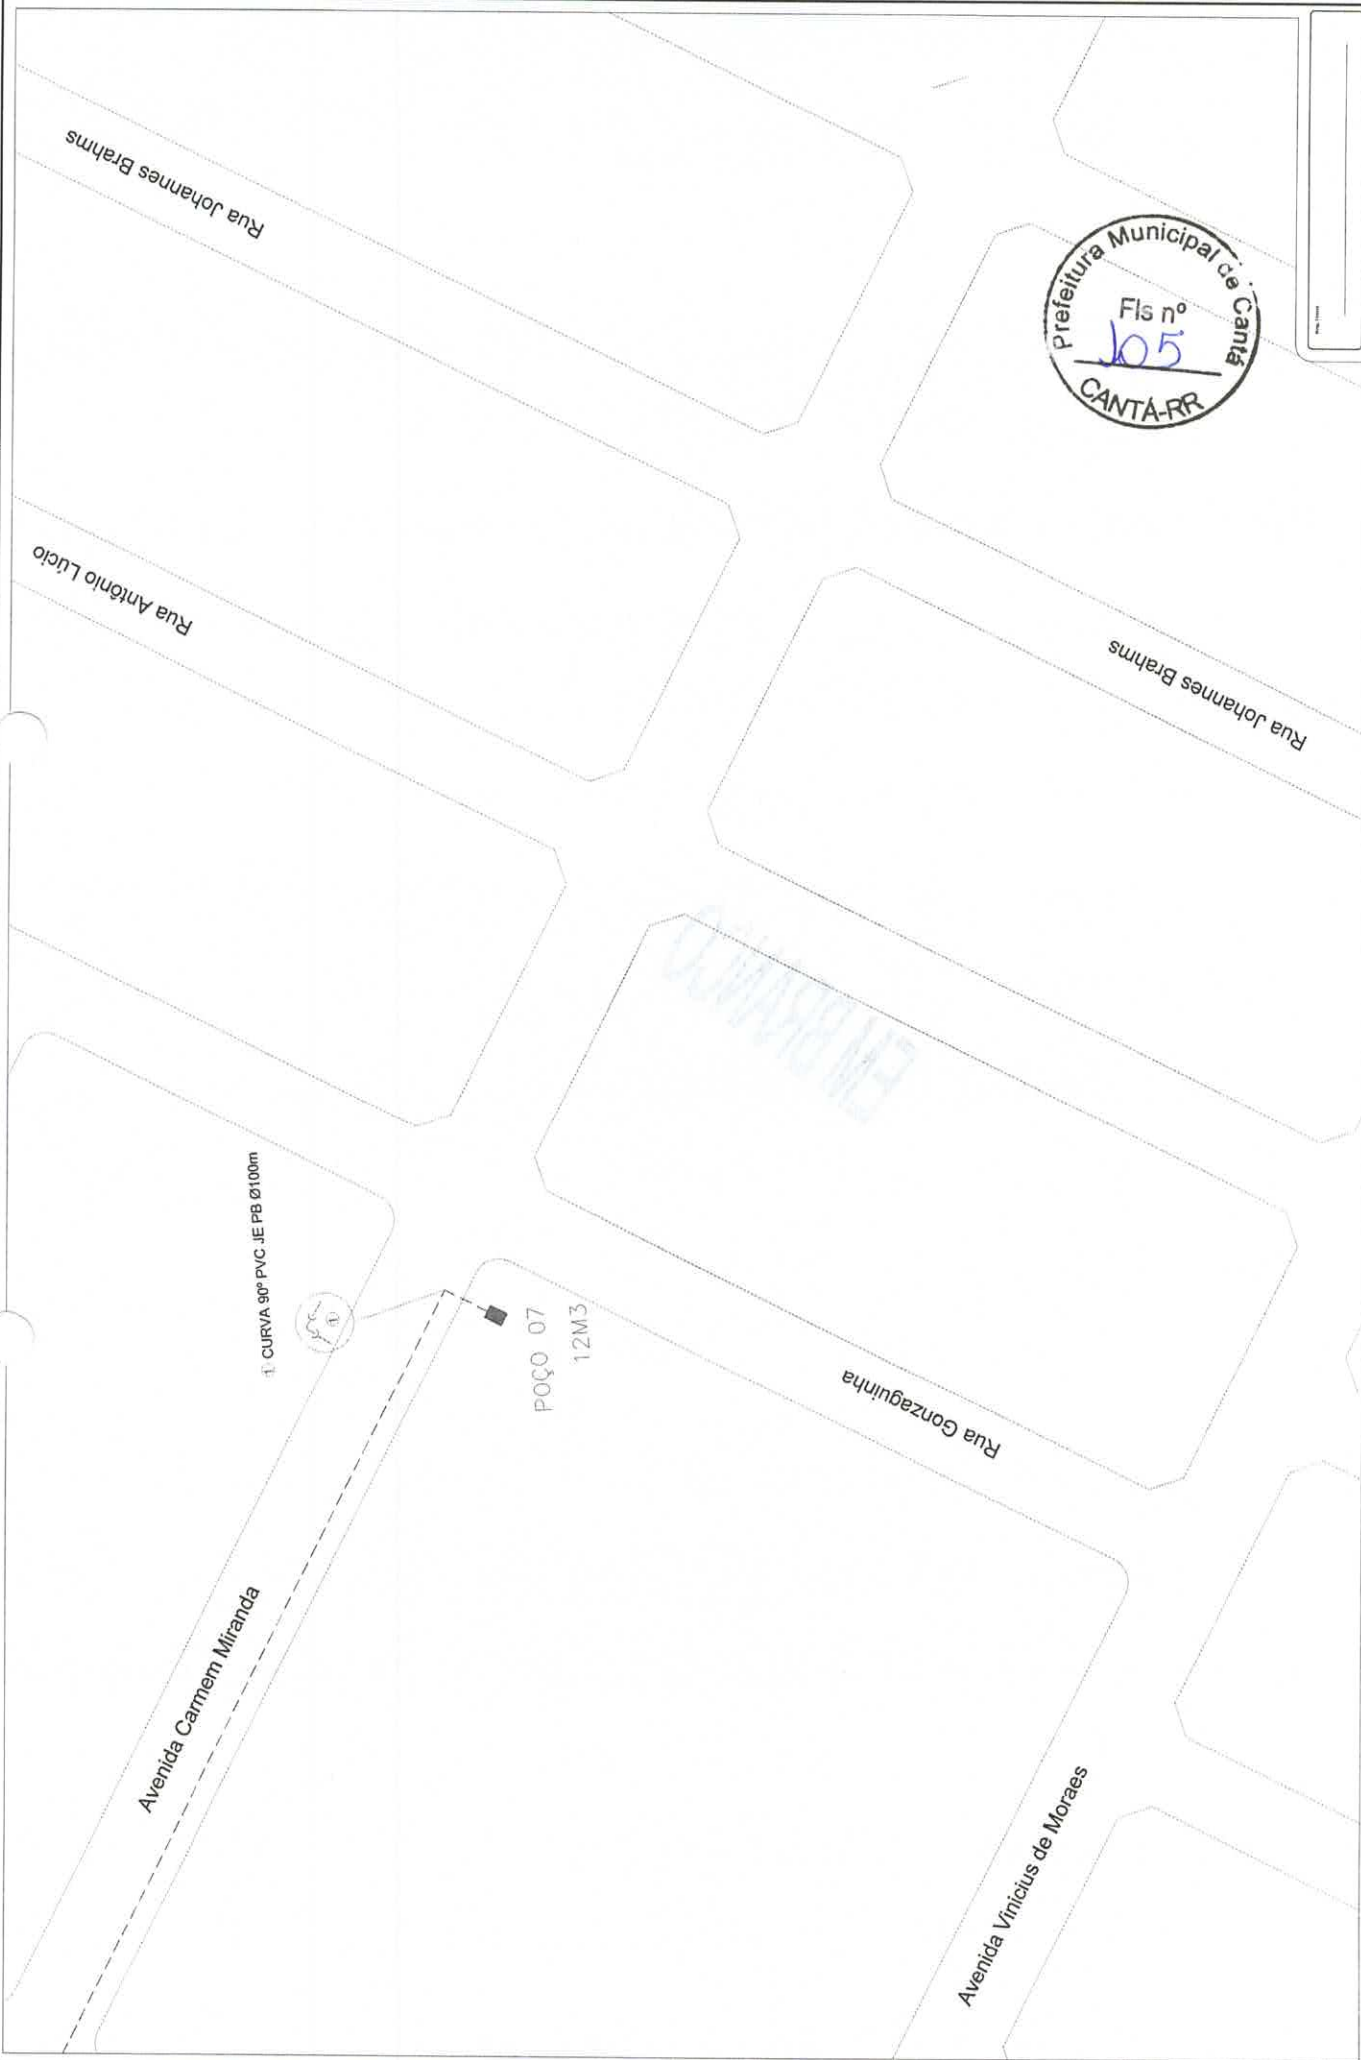 Rua Johannes Brahms
Prefeitura Municipal de Cantá
Fls nº
105
CANTÁ-RR
Rua Antônio Lúcio
Rua Johannes Brahms
EM BRANCO
① CURVA 90º PVC JE PB Ø100m
①
POÇO 07
12M3
Rua Gonzaguinha
Avenida Carmem Miranda
Avenida Vinicius de Moraes